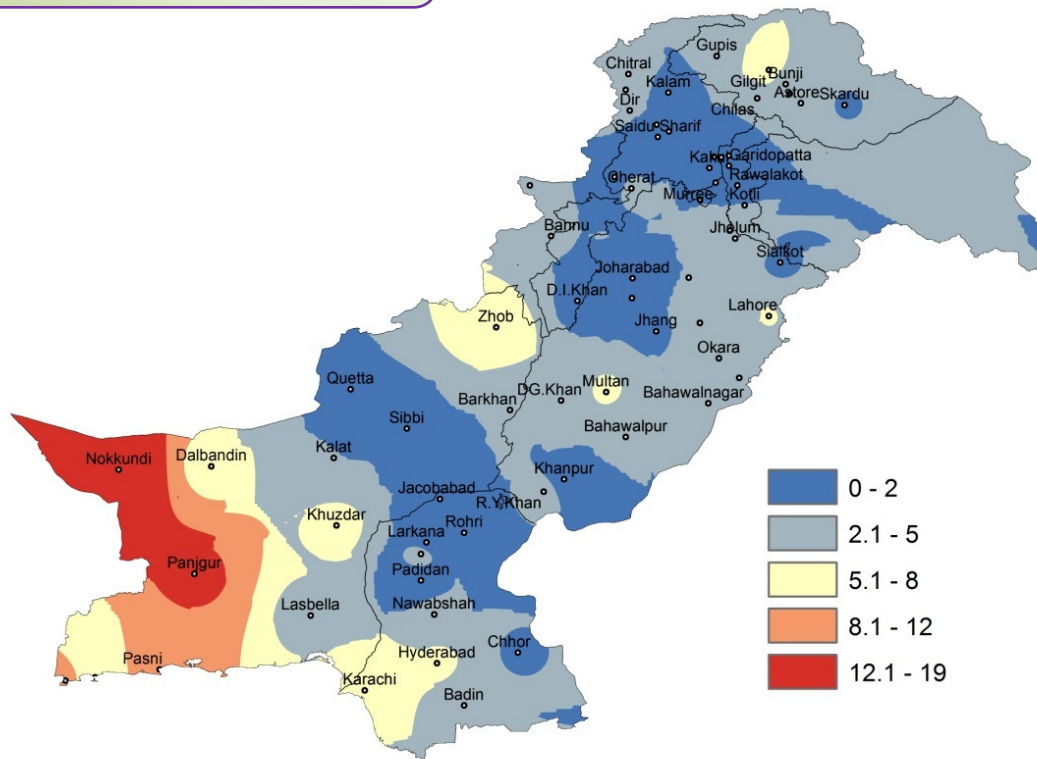 Gupis
Chitral
Kalam
Bunji
Gilgit
Astore
Skardu
Dir
Chilas
Saidu Sharif
Kakul
Garidopatta
Cherat
Rawalakot
Murree
Kotli
Bannu
Jhelum
Sialkot
Joharabad
D.I.Khan
Lahore
Zhob
Jhang
Okara
Quetta
DG.Khan
Multan
Bahawalnagar
Barkhan
Sibbi
Bahawalpur
Kalat
Nokkundi
Dalbandin
Khanpur
Jacobabad
R.Y.Khan
Khuzdar
Larkana
Rohri
Panjgur
Padidan
Lasbella
Nawabshah
Chhor
Pasni
Hyderabad
Karachi
Badin
0 - 2
2.1 - 5
5.1 - 8
8.1 - 12
12.1 - 19